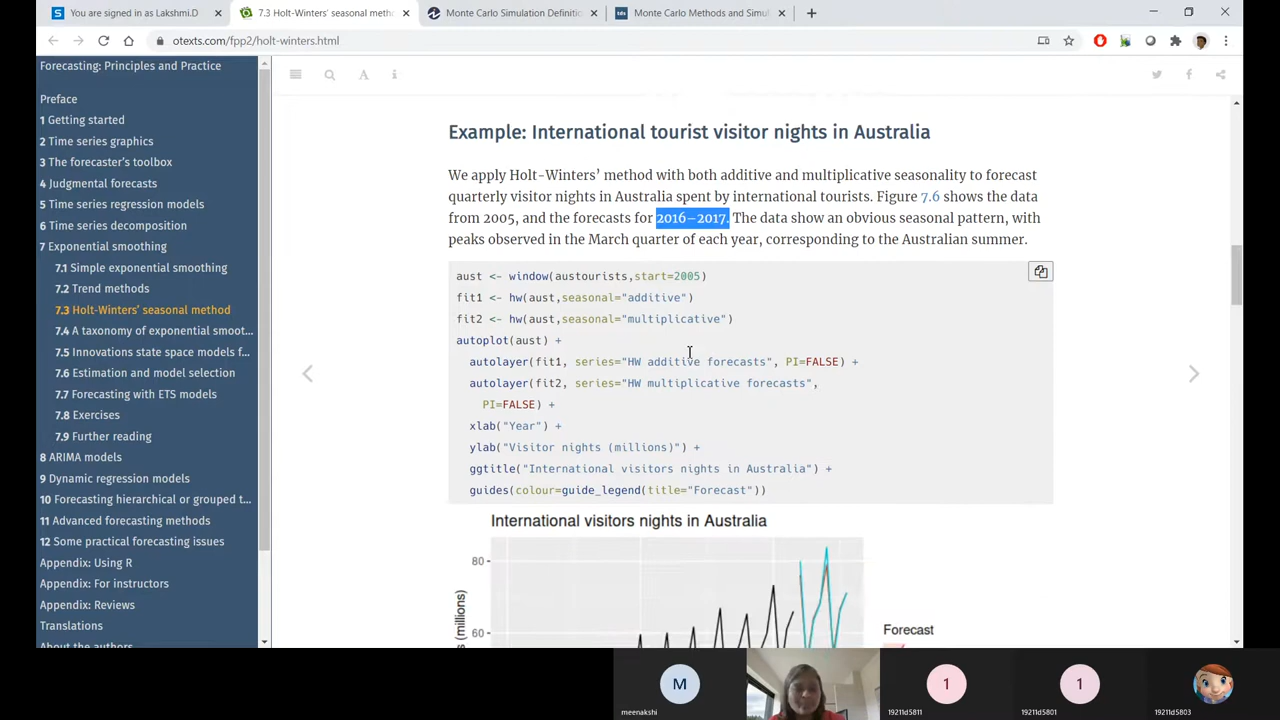 You are signed in as Lakshmi.D
7.3 Holt-Winters' seasonal meth
Monte Carlo Simulation Definitio
Monte Carlo Methods and Simul
otexts.com/fpp2/holt-winters.html
Forecasting: Principles and Practice
Preface
1 Getting started
2 Time series graphics
3 The forecaster's toolbox
4 Judgmental forecasts
5 Time series regression models
6 Time series decomposition
7 Exponential smoothing
7.1 Simple exponential smoothing
7.2 Trend methods
7.3 Holt-Winters' seasonal method
7.4 A taxonomy of exponential smoot...
7.5 Innovations state space models f...
7.6 Estimation and model selection
7.7 Forecasting with ETS models
7.8 Exercises
7.9 Further reading
8 ARIMA models
9 Dynamic regression models
10 Forecasting hierarchical or grouped t...
11 Advanced forecasting methods
12 Some practical forecasting issues
Appendix: Using R
Appendix: For instructors
Appendix: Reviews
Translations
About the authors
Example: International tourist visitor nights in Australia
We apply Holt-Winters' method with both additive and multiplicative seasonality to forecast
quarterly visitor nights in Australia spent by international tourists. Figure 7.6 shows the data
from 2005, and the forecasts for 2016–2017. The data show an obvious seasonal pattern, with
peaks observed in the March quarter of each year, corresponding to the Australian summer.
aust <- window(austourists,start=2005)
fit1 <- hw(aust,seasonal="additive")
fit2 <- hw(aust,seasonal="multiplicative")
autoplot(aust) +
autolayer(fit1, series="HW additive forecasts", PI=FALSE) +
autolayer(fit2, series="HW multiplicative forecasts",
PI=FALSE) +
xlab("Year") +
ylab("Visitor nights (millions)") +
ggtitle("International visitors nights in Australia") +
guides(colour=guide_legend(title="Forecast"))
International visitors nights in Australia
80
60
(millions)
Forecast
M
meenakshi
1
19211d5811
1
19211d5801
19211d5803